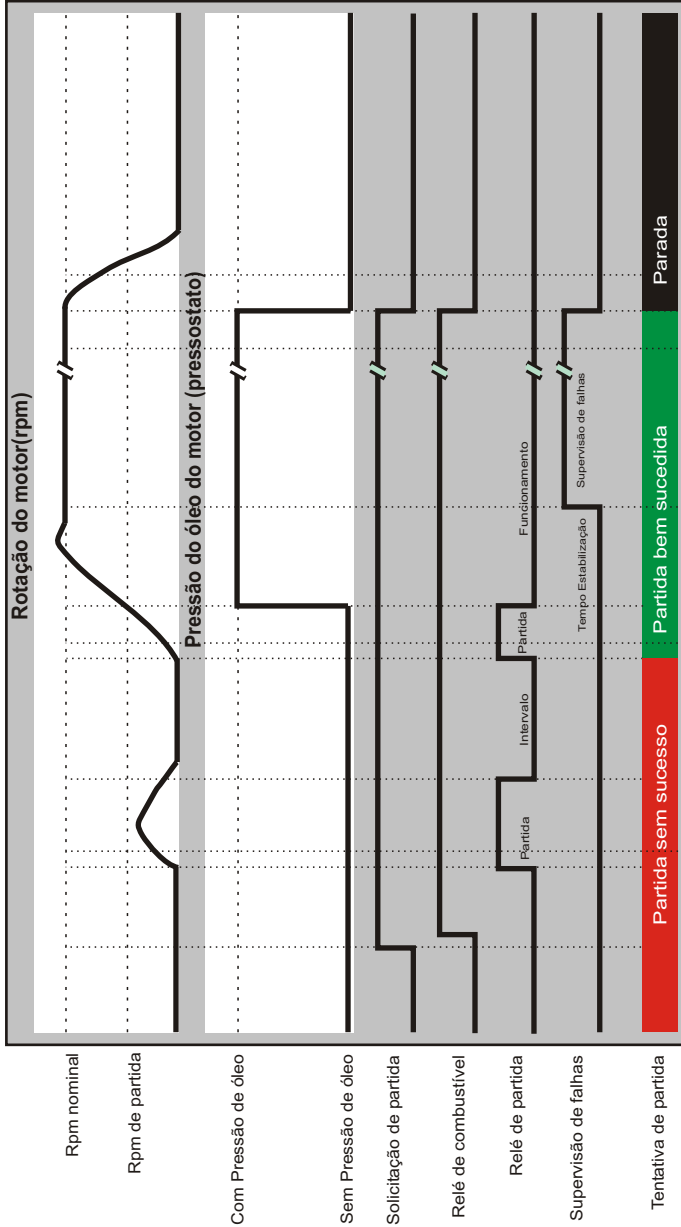 Rotação do motor(rpm)
Rpm nominal
Rpm de partida
Pressão do óleo do motor (pressostato)
Com Pressão de óleo
Sem Pressão de óleo
Solicitação de partida
Relé de combustível
Relé de partida
Partida
Intervalo
Partida
Funcionamento
Supervisão de falhas
Tempo Estabilização
Supervisão de falhas
Tentativa de partida
Partida sem sucesso
Partida bem sucedida
Parada